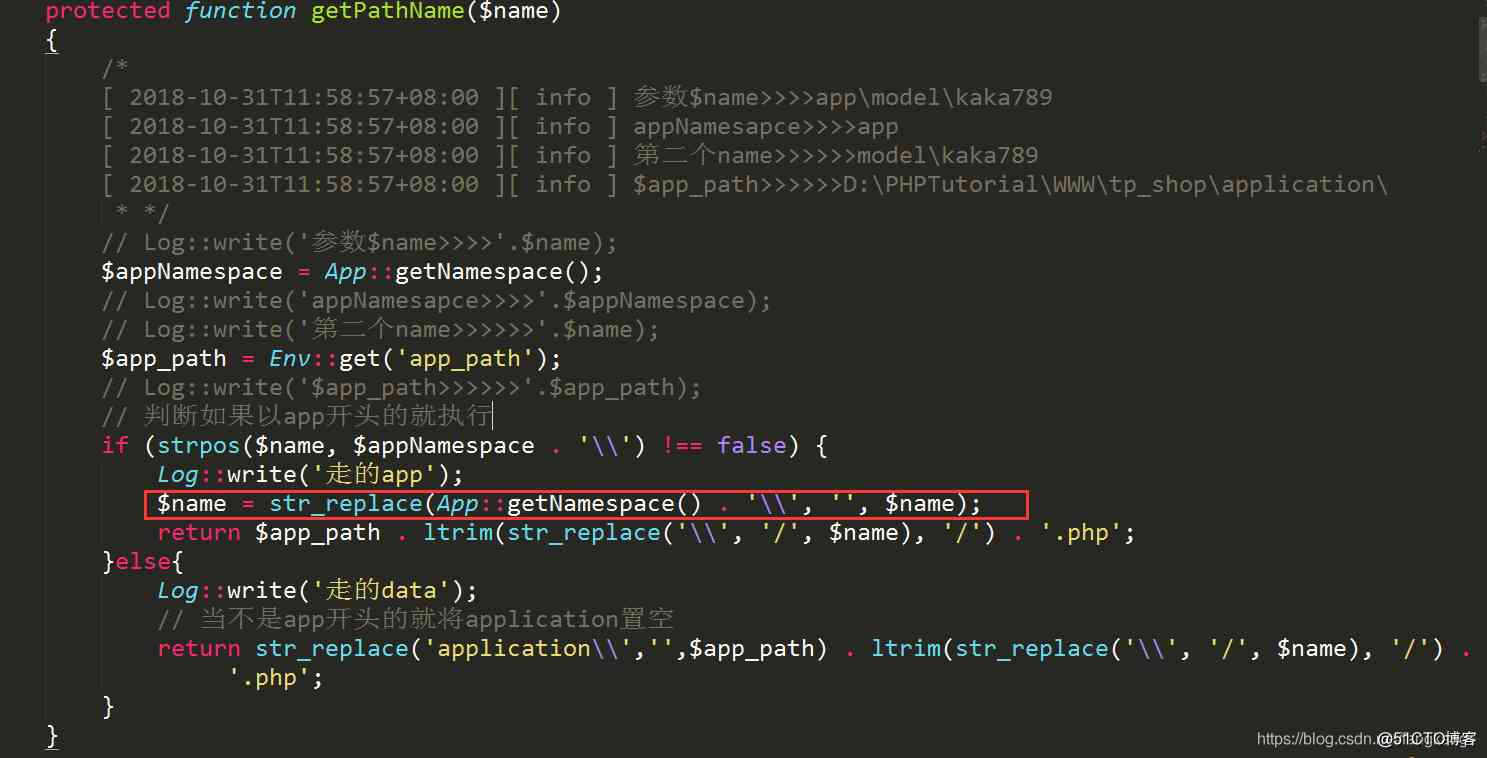 protected function getPathName($name)
{
/*
[ 2018-10-31T11:58:57+08:00 ][ info ] 参数$name>>>>app\model\kaka789
[ 2018-10-31T11:58:57+08:00 ][ info ] appNamesapce>>>>app
[ 2018-10-31T11:58:57+08:00 ][ info ] 第二个name>>>>>>model\kaka789
[ 2018-10-31T11:58:57+08:00 ][ info ] $app_path>>>>>>D:\PHPTutorial\WWW\tp_shop\application\
* */
// Log::write('参数$name>>>>'.$name);
$appNamespace = App::getNamespace();
// Log::write('appNamesapce>>>>'.$appNamespace);
// Log::write('第二个name>>>>>>'.$name);
$app_path = Env::get('app_path');
// Log::write('$app_path>>>>>>'.$app_path);
// 判断如果以app开头的就执行
if (strpos($name, $appNamespace . '\\') !== false) {
Log::write('走的app');
$name = str_replace(App::getNamespace() . '\\', '', $name);
return $app_path . ltrim(str_replace('\\', '/', $name), '/') . '.php';
}else{
Log::write('走的data');
// 当不是app开头的就将application置空
return str_replace('application\\','',$app_path) . ltrim(str_replace('\\', '/', $name), '/') .
'.php';
}
}
https://blog.csdn. @51CTO博客